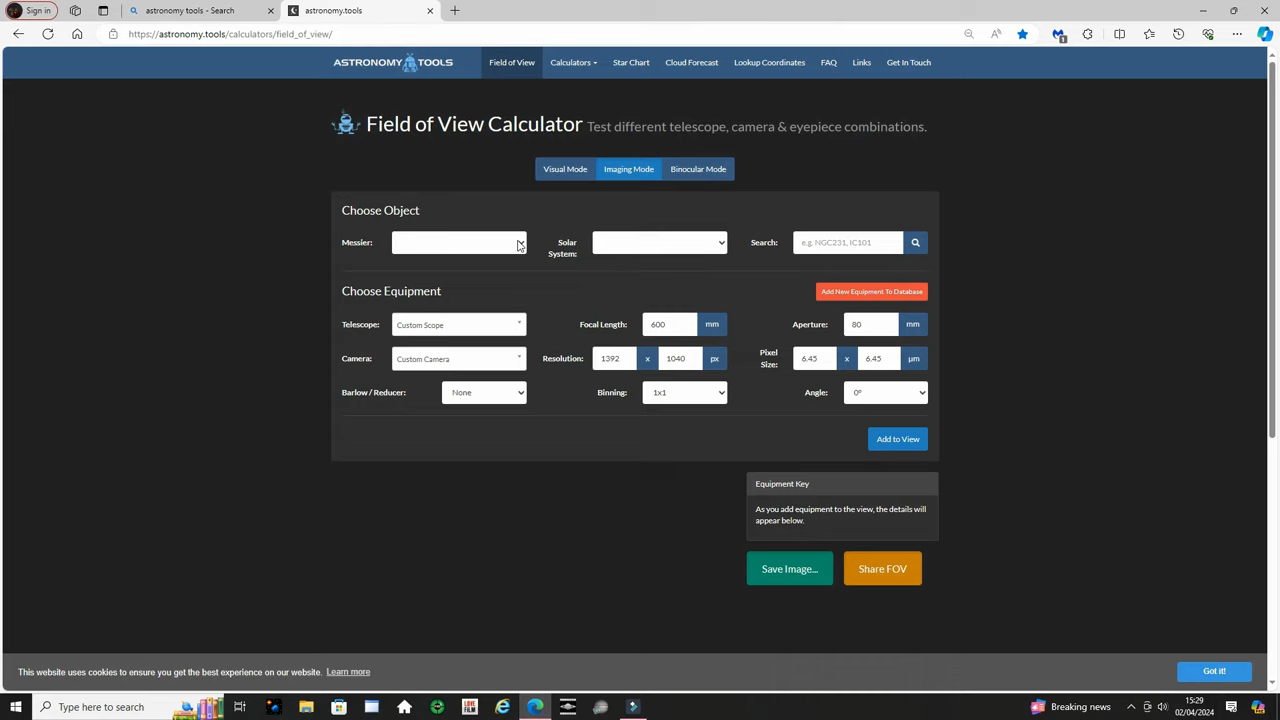 Sign in
astronomy tools - Search
astronomy.tools
https://astronomy.tools/calculators/field_of_view/
1
ASTRONOMY TOOLS
Field of View
Calculators
Star Chart
Cloud Forecast
Lookup Coordinates
FAQ
Links
Get In Touch
Field of View Calculator Test different telescope, camera & eyepiece combinations.
Visual Mode
Imaging Mode
Binocular Mode
Choose Object
Messier:
Solar
System:
Search:
e.g. NGC231, IC101
Choose Equipment
Add New Equipment To Database
Telescope:
Custom Scope
Focal Length:
600
mm
Aperture:
80
mm
Camera:
Custom Camera
Resolution:
1392
x
1040
px
Pixel
Size:
6.45
x
6.45
µm
Barlow / Reducer:
None
Binning:
1x1
Angle:
0°
Add to View
Equipment Key
As you add equipment to the view, the details will
appear below.
Save Image...
Share FOV
This website uses cookies to ensure you get the best experience on our website. Learn more
Got it!
Type here to search
LOVE
FILM
Breaking news
15:29
02/04/2024